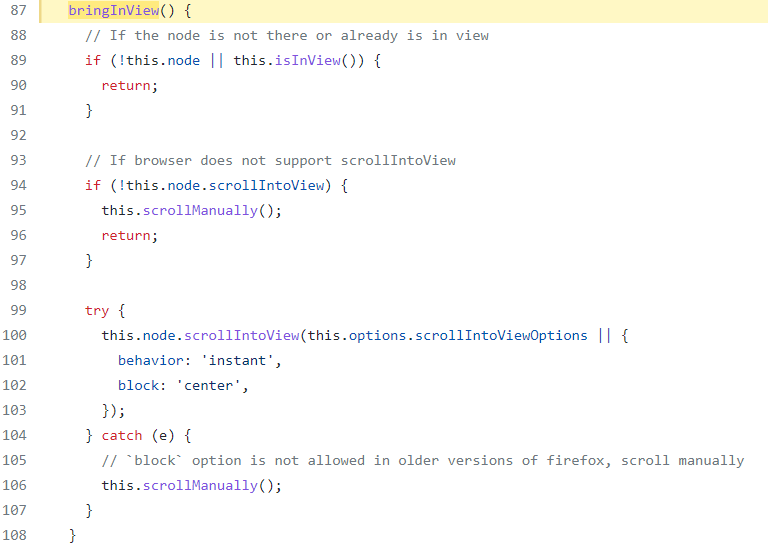 87 bringInView() {
88 // If the node is not there or already is in view
89 if (!this.node || this.isInView()) {
90 return;
91 }
92
93 // If browser does not support scrollIntoView
94 if (!this.node.scrollIntoView) {
95 this.scrollManually();
96 return;
97 }
98
99 try {
100 this.node.scrollIntoView(this.options.scrollIntoViewOptions || {
101 behavior: 'instant',
102 block: 'center',
103 });
104 } catch (e) {
105 // `block` option is not allowed in older versions of firefox, scroll manually
106 this.scrollManually();
107 }
108 }